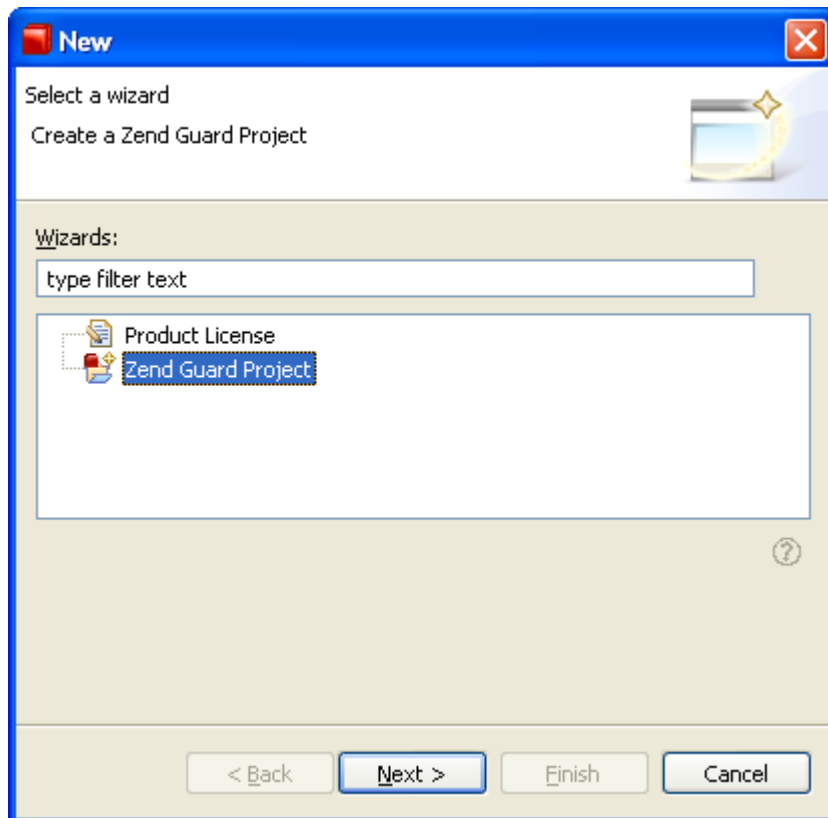 New
Select a wizard
Create a Zend Guard Project
Wizards:
type filter text
Product License
Zend Guard Project
?
< Back Next > Finish Cancel